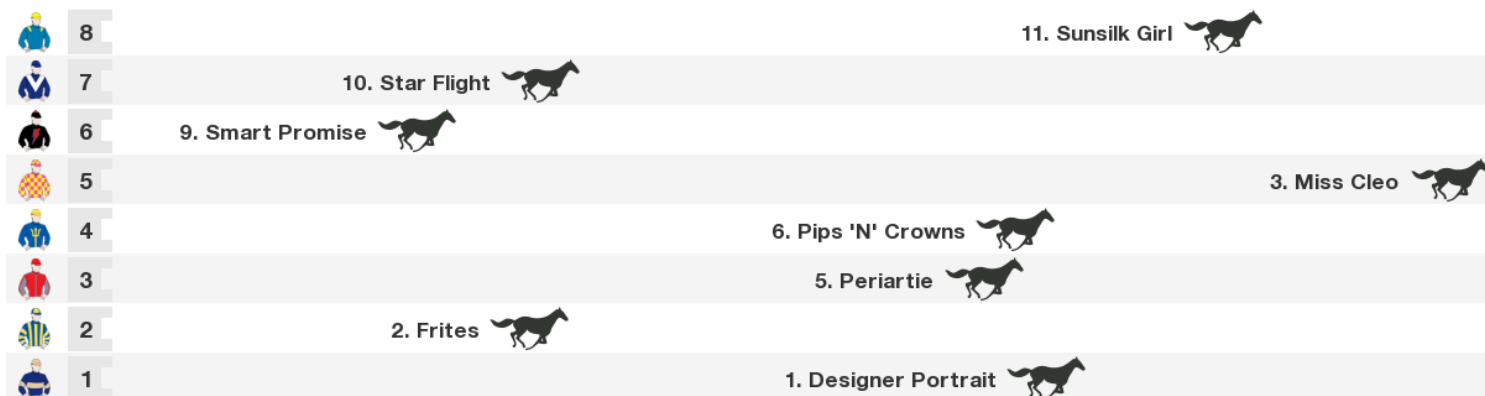 8 11. Sunsilk Girl
7 10. Star Flight
6 9. Smart Promise
5 3. Miss Cleo
4 6. Pips 'N' Crowns
3 5. Periartie
2 2. Frites
1 1. Designer Portrait